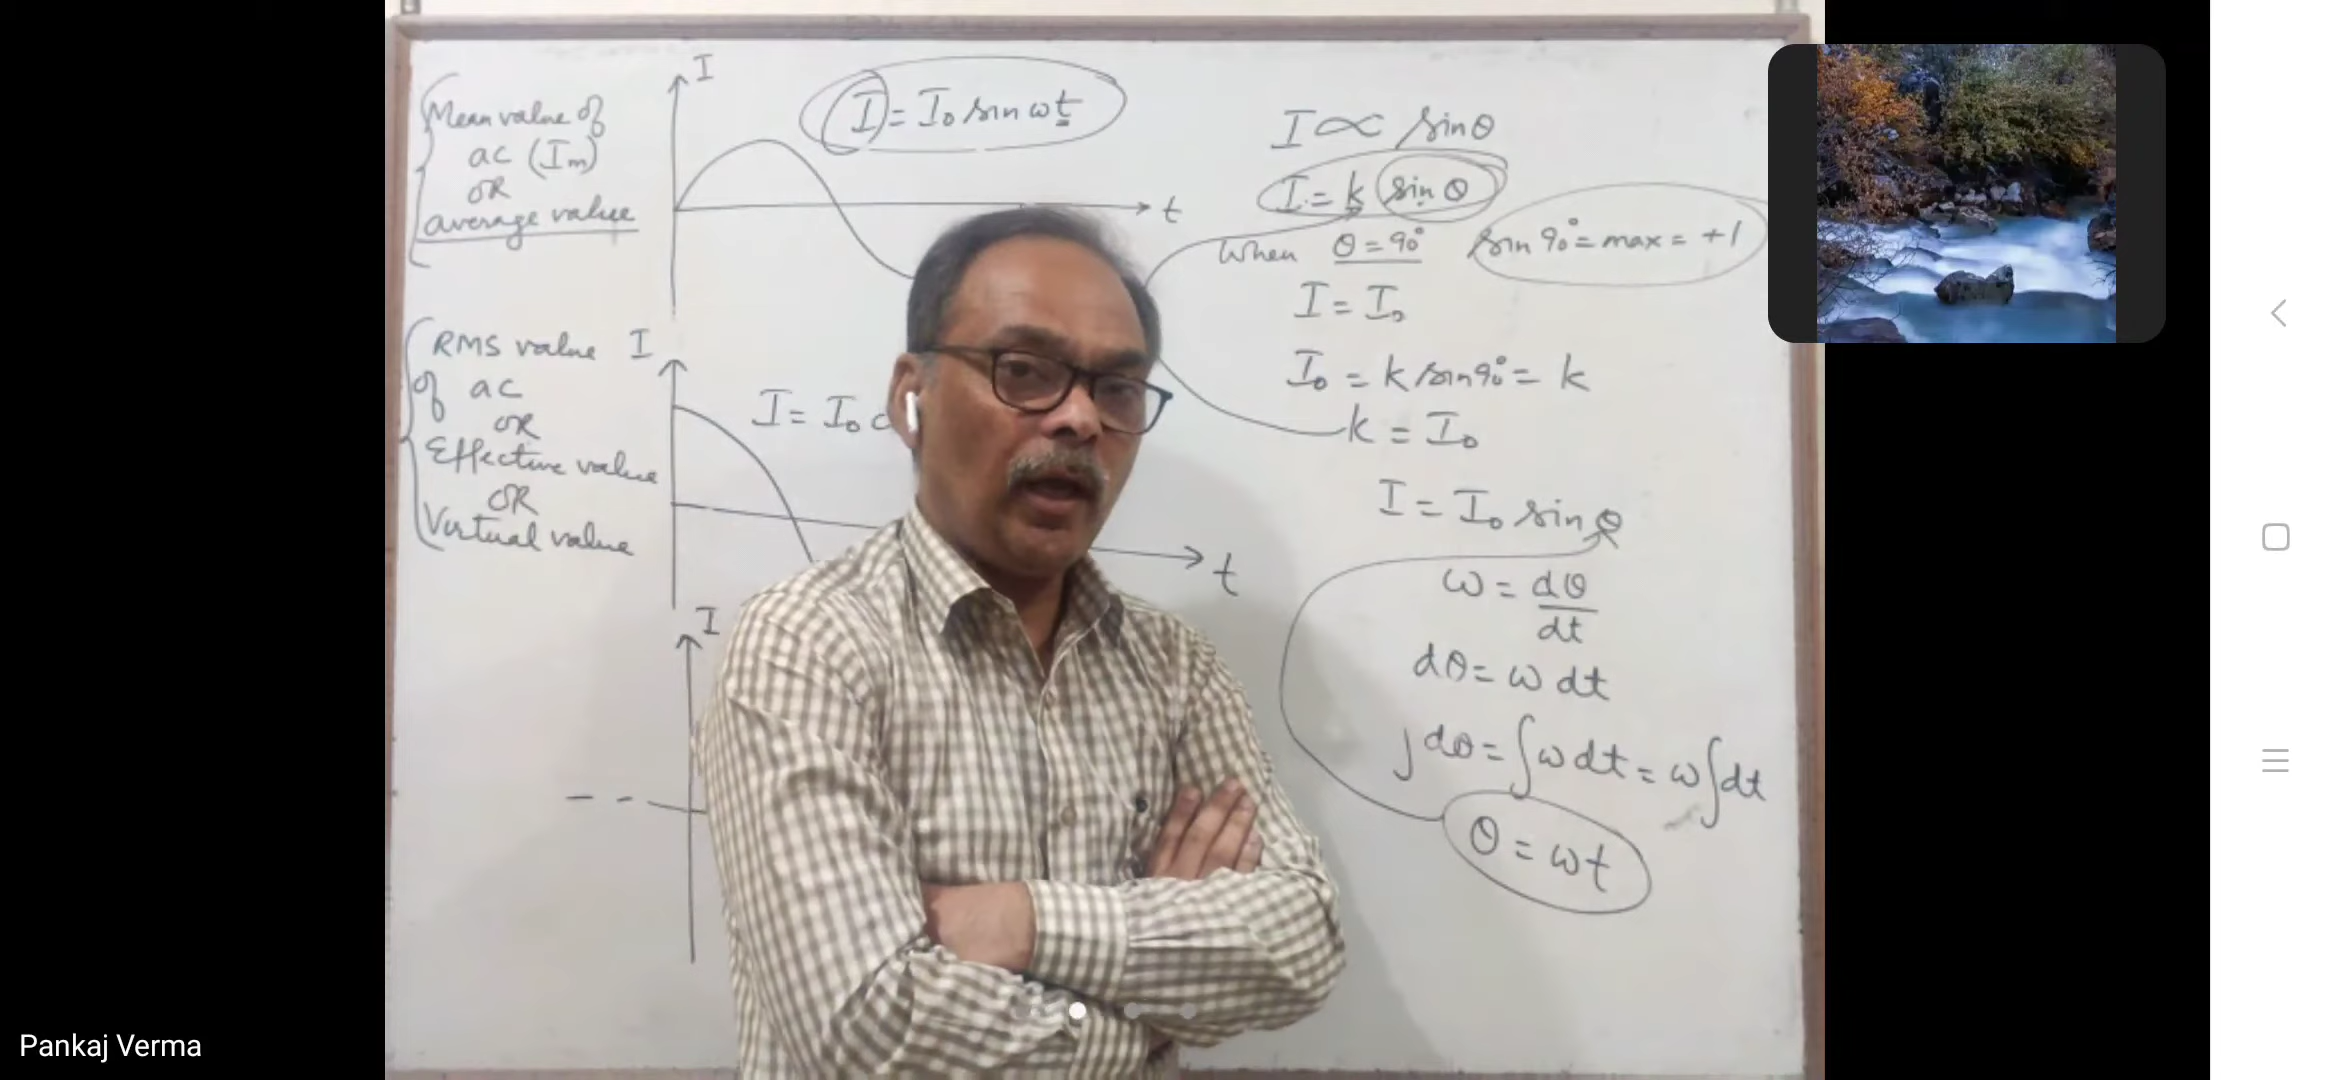 Mean value of
ac (Im)
OR
average value
I
I = I₀ sin ωt
t
RMS value
of ac
OR
Effective value
OR
Virtual value
I
I = I₀ c
t
I
I ∝ sin θ
I = k sin θ
When θ = 90° sin 90° = max = +1
I = I₀
I₀ = k sin 90° = k
k = I₀
I = I₀ sin θ
ω = dθ/dt
dθ = ω dt
∫dθ = ∫ω dt = ω∫dt
θ = ωt
Pankaj Verma